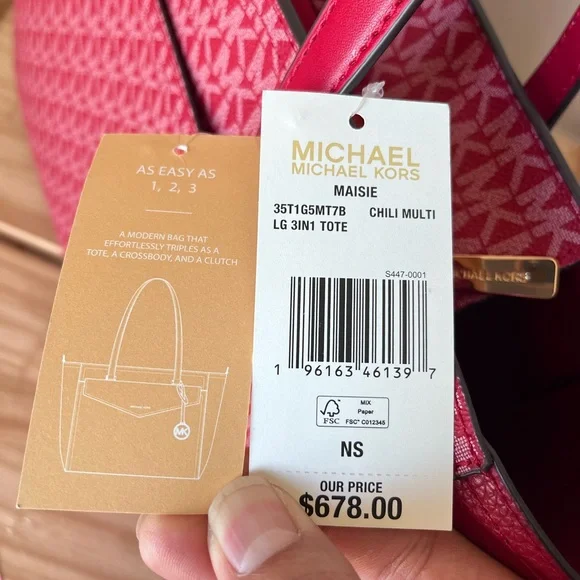 AS EASY AS
1, 2, 3
A MODERN BAG THAT
EFFORTLESSLY TRIPLES AS A
TOTE, A CROSSBODY, AND A CLUTCH
MK
MICHAEL
MICHAEL KORS
MAISIE
35T1G5MT7B CHILI MULTI
LG 3IN1 TOTE
S447-0001
1 96163 46139 7
FSC
MIX
Paper
FSC® C012345
NS
OUR PRICE
$678.00
MICHAEL KORS